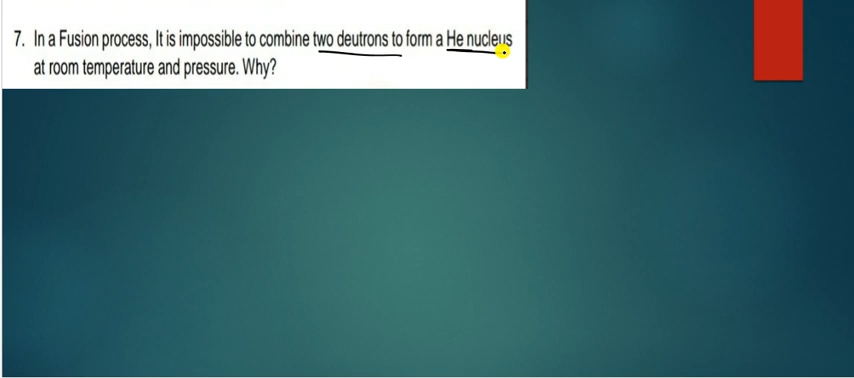 7. In a Fusion process, It is impossible to combine two deutrons to form a He nucleus
at room temperature and pressure. Why?